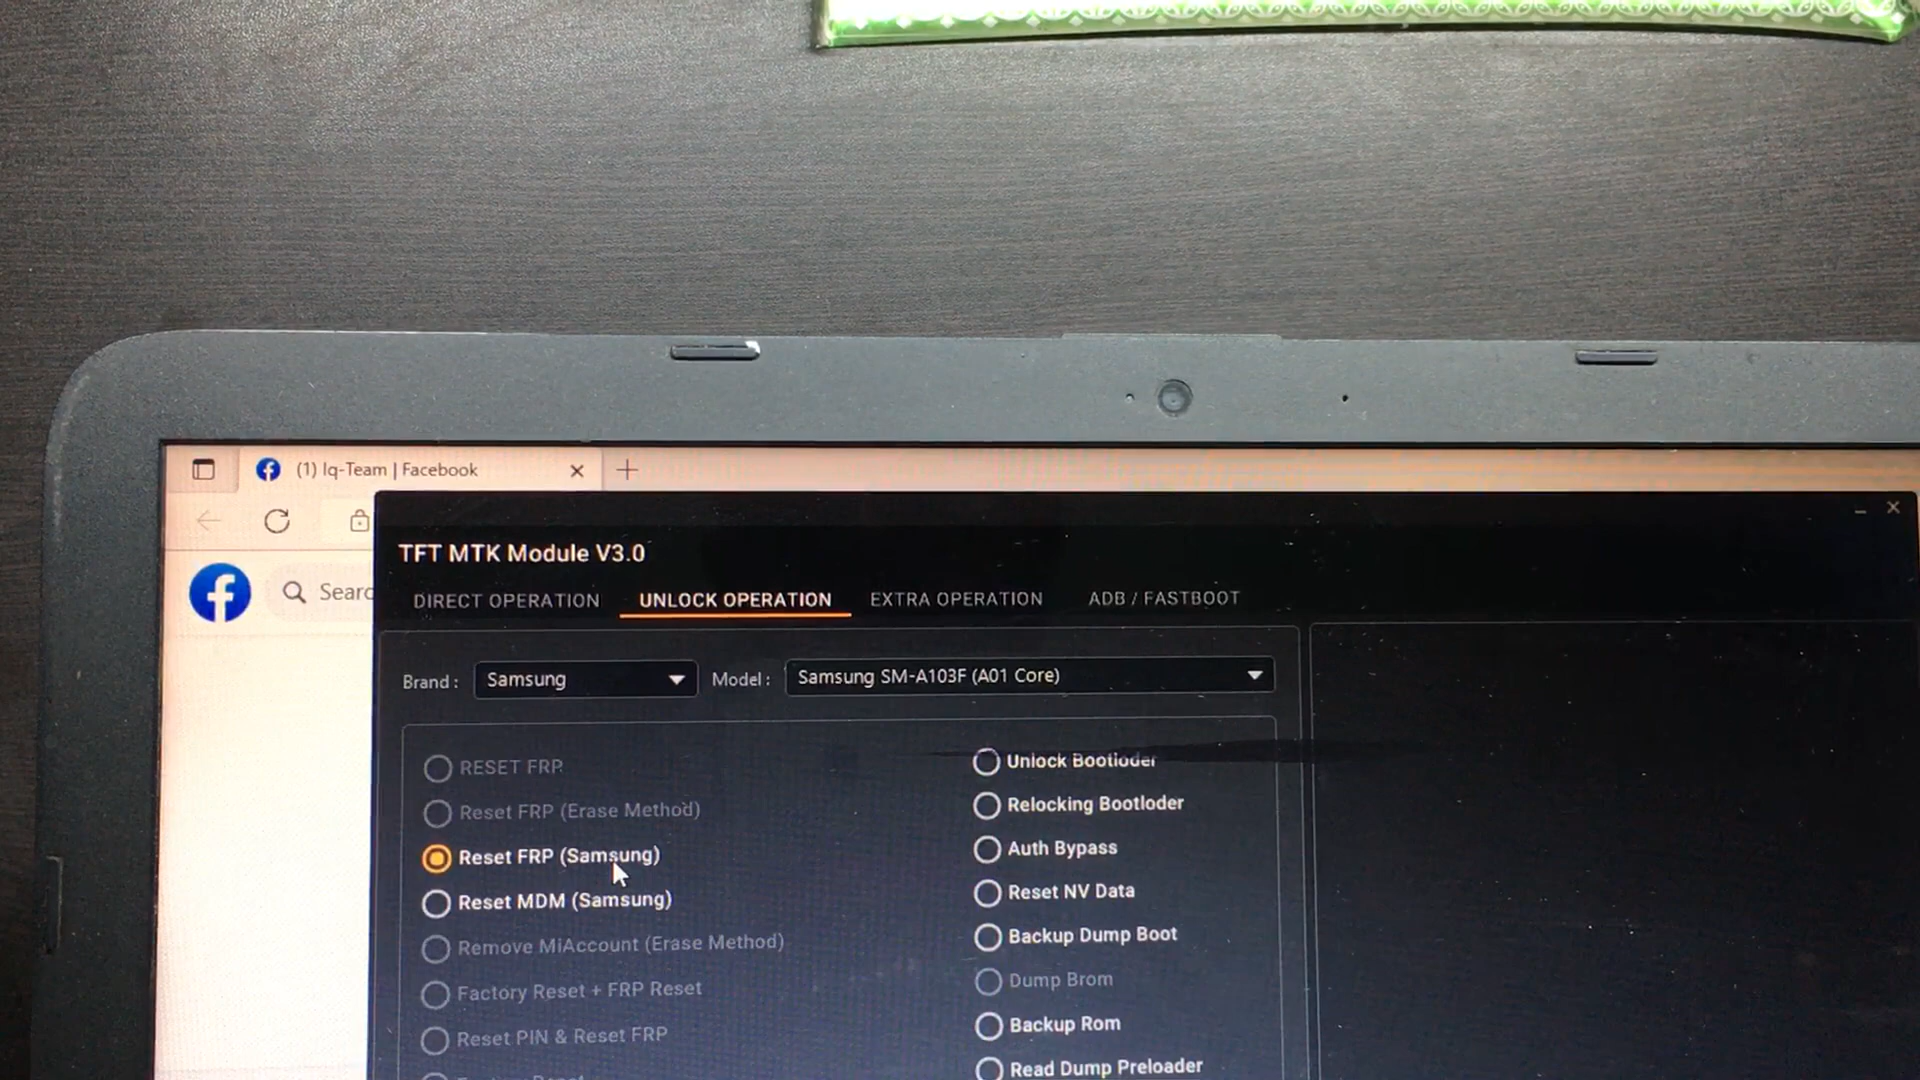 (1) Iq-Team | Facebook
Searc
TFT MTK Module V3.0
DIRECT OPERATION
UNLOCK OPERATION
EXTRA OPERATION
ADB / FASTBOOT
Brand :
Samsung
Model :
Samsung SM-A103F (A01 Core)
RESET FRP
Reset FRP (Erase Method)
Reset FRP (Samsung)
Reset MDM (Samsung)
Remove MiAccount (Erase Method)
Factory Reset + FRP Reset
Reset PIN & Reset FRP
Unlock Bootloder
Relocking Bootloder
Auth Bypass
Reset NV Data
Backup Dump Boot
Dump Brom
Backup Rom
Read Dump Preloader